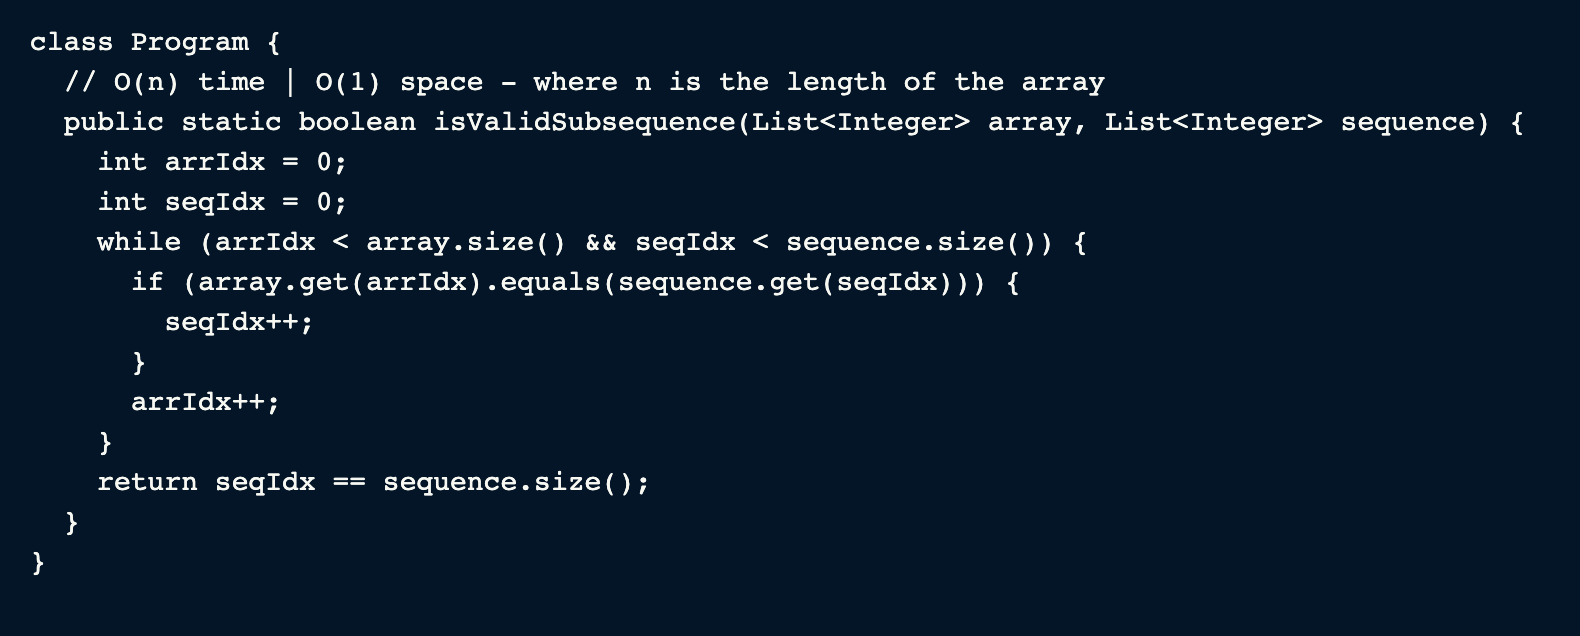 class Program {
  // O(n) time | O(1) space – where n is the length of the array
  public static boolean isValidSubsequence(List<Integer> array, List<Integer> sequence) {
    int arrIdx = 0;
    int seqIdx = 0;
    while (arrIdx < array.size() && seqIdx < sequence.size()) {
      if (array.get(arrIdx).equals(sequence.get(seqIdx))) {
        seqIdx++;
      }
      arrIdx++;
    }
    return seqIdx == sequence.size();
  }
}